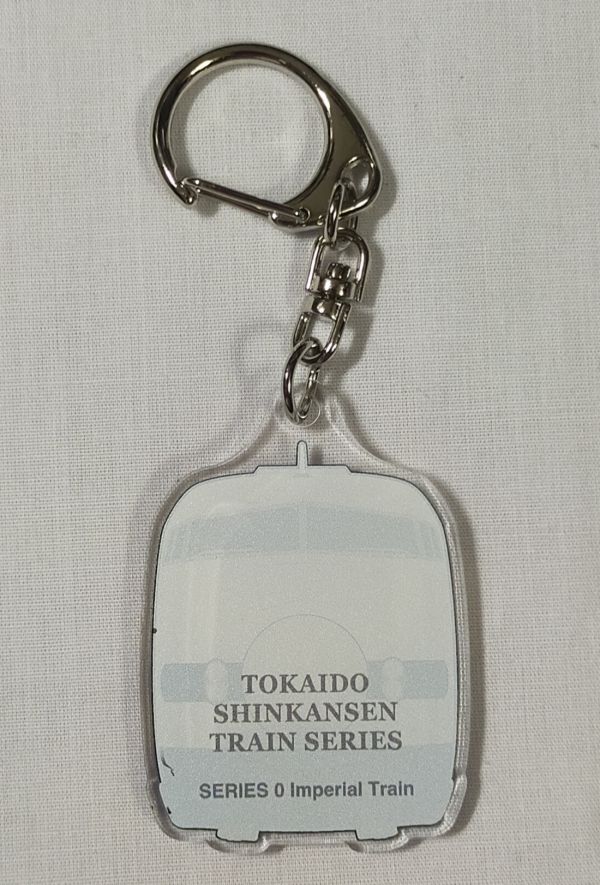 TOKAIDO
SHINKANSEN
TRAIN SERIES
SERIES 0 Imperial Train